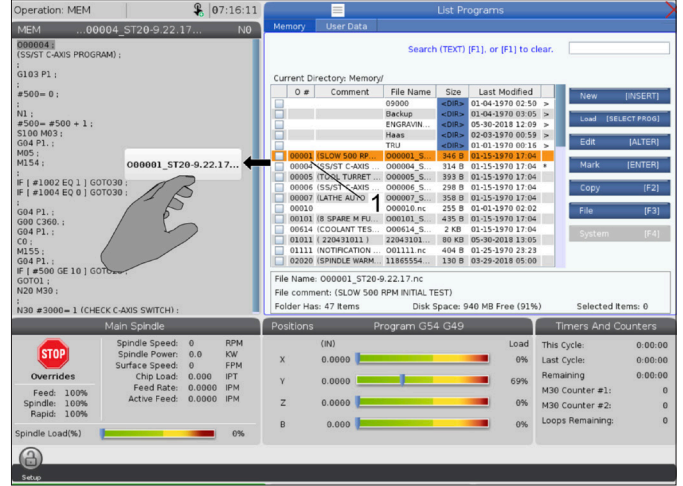 Operation: MEM
07:16:11
List Programs
MEM ...00004_ST20-9.22.17... N0
Memory User Data
O00004 ;
(SS/ST C-AXIS PROGRAM) ;
;
G103 P1 ;
;
#500= 0 ;
;
N1 ;
#500= #500 + 1 ;
S100 M03 ;
G04 P1. ;
M05 ;
M154 ;
;
IF [ #1002 EQ 1 ] GOTO30 ;
IF [ #1004 EQ 0 ] GOTO30 ;
;
G04 P1. ;
G00 C360. ;
G04 P1. ;
C0 ;
M155 ;
G04 P1. ;
IF [ #500 GE 10 ]
GOTO1 ;
N20 M30 ;
;
N30 #3000= 1 (CHECK C-AXIS SWITCH) ;
O00001_ST20-9.22.17...
Search (TEXT) [F1]. or [F1] to clear.
Current Directory: Memory/
O # Comment File Name Size Last Modified
09000 <DIR> 01-04-1970 02:50 >
Backup <DIR> 01-04-1970 03:05 >
ENGRAVIN... <DIR> 05-30-2018 12:09 >
Haas <DIR> 02-03-1970 00:59 >
TRU <DIR> 01-01-1970 00:16 >
00001 (SLOW 500 RP... O00001_S... 346 B 01-15-1970 17:04
00004 (SS/ST C-AXIS ... O00004_S... 314 B 01-15-1970 17:04 *
00005 (TOOL TURRET O00005_S... 393 B 01-15-1970 17:04
00006 (SS/ST C-AXIS ... O00006_S... 298 B 01-15-1970 17:04
00007 (LATHE AUTO O00007_S... 358 B 01-15-1970 17:04
00010 O00010.nc 255 B 01-01-1970 02:02
00101 (8 SPARE M FU... O00101_S... 435 B 01-15-1970 17:04
00614 (COOLANT TES... O00614_S... 2 KB 01-15-1970 17:04
01011 ( 220431011 ) 22043101... 80 KB 05-30-2018 13:05
01111 (NOTIFICATION ... O01111.nc 404 B 01-25-1970 23:23
02020 (SPINDLE WARM... 11865554... 130 B 03-29-2018 05:00
1
New [INSERT]
Load [SELECT PROG]
Edit [ALTER]
Mark [ENTER]
Copy [F2]
File [F3]
System [F4]
File Name: O00001_ST20-9.22.17.nc
File comment: (SLOW 500 RPM INITIAL TEST)
Folder Has: 47 Items Disk Space: 940 MB Free (91%) Selected Items: 0
Main Spindle
STOP
Overrides
Feed: 100%
Spindle: 100%
Rapid: 100%
Spindle Speed: 0 RPM
Spindle Power: 0.0 KW
Surface Speed: 0 FPM
Chip Load: 0.000 IPT
Feed Rate: 0.0000 IPM
Active Feed: 0.0000 IPM
Spindle Load(%) 0%
Positions Program G54 G49
(IN) Load
X 0.0000 0%
Y 0.0000 69%
Z 0.0000 0%
B 0.000 0%
Timers And Counters
This Cycle: 0:00:00
Last Cycle: 0:00:00
Remaining 0:00:00
M30 Counter #1: 0
M30 Counter #2: 0
Loops Remaining: 0
Setup